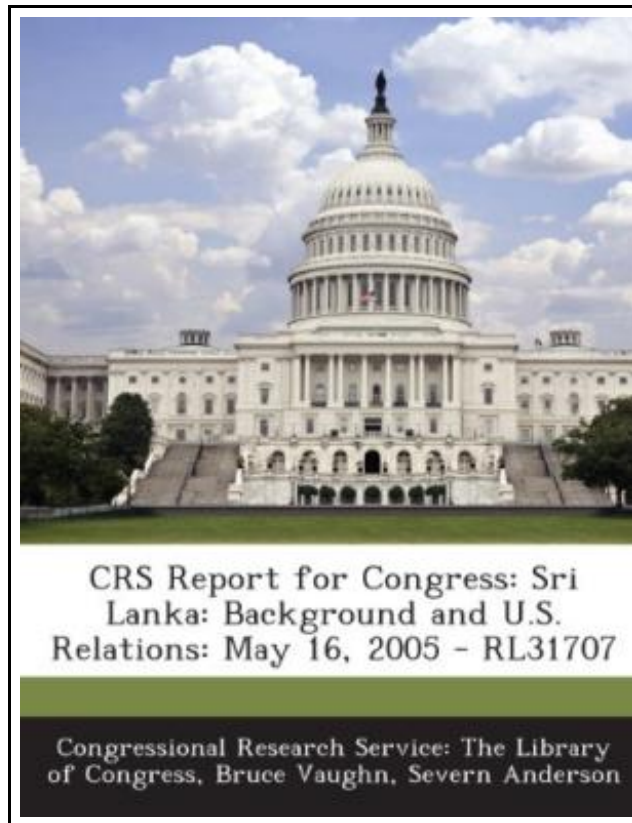 CRS Report for Congress: Sri
Lanka: Background and U.S.
Relations: May 16, 2005 - RL31707
Congressional Research Service: The Library
of Congress, Bruce Vaughn, Severn Anderson